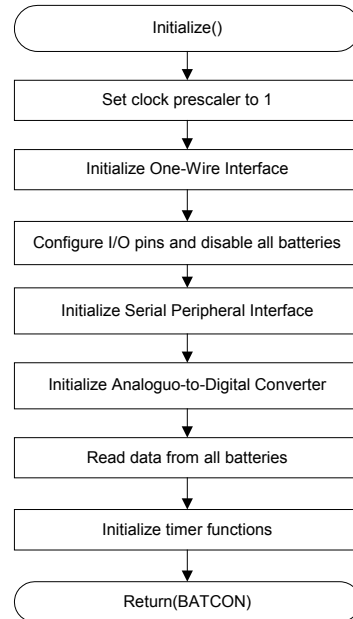 Initialize()
Set clock prescaler to 1
Initialize One-Wire Interface
Configure I/O pins and disable all batteries
Initialize Serial Peripheral Interface
Initialize Analoguo-to-Digital Converter
Read data from all batteries
Initialize timer functions
Return(BATCON)